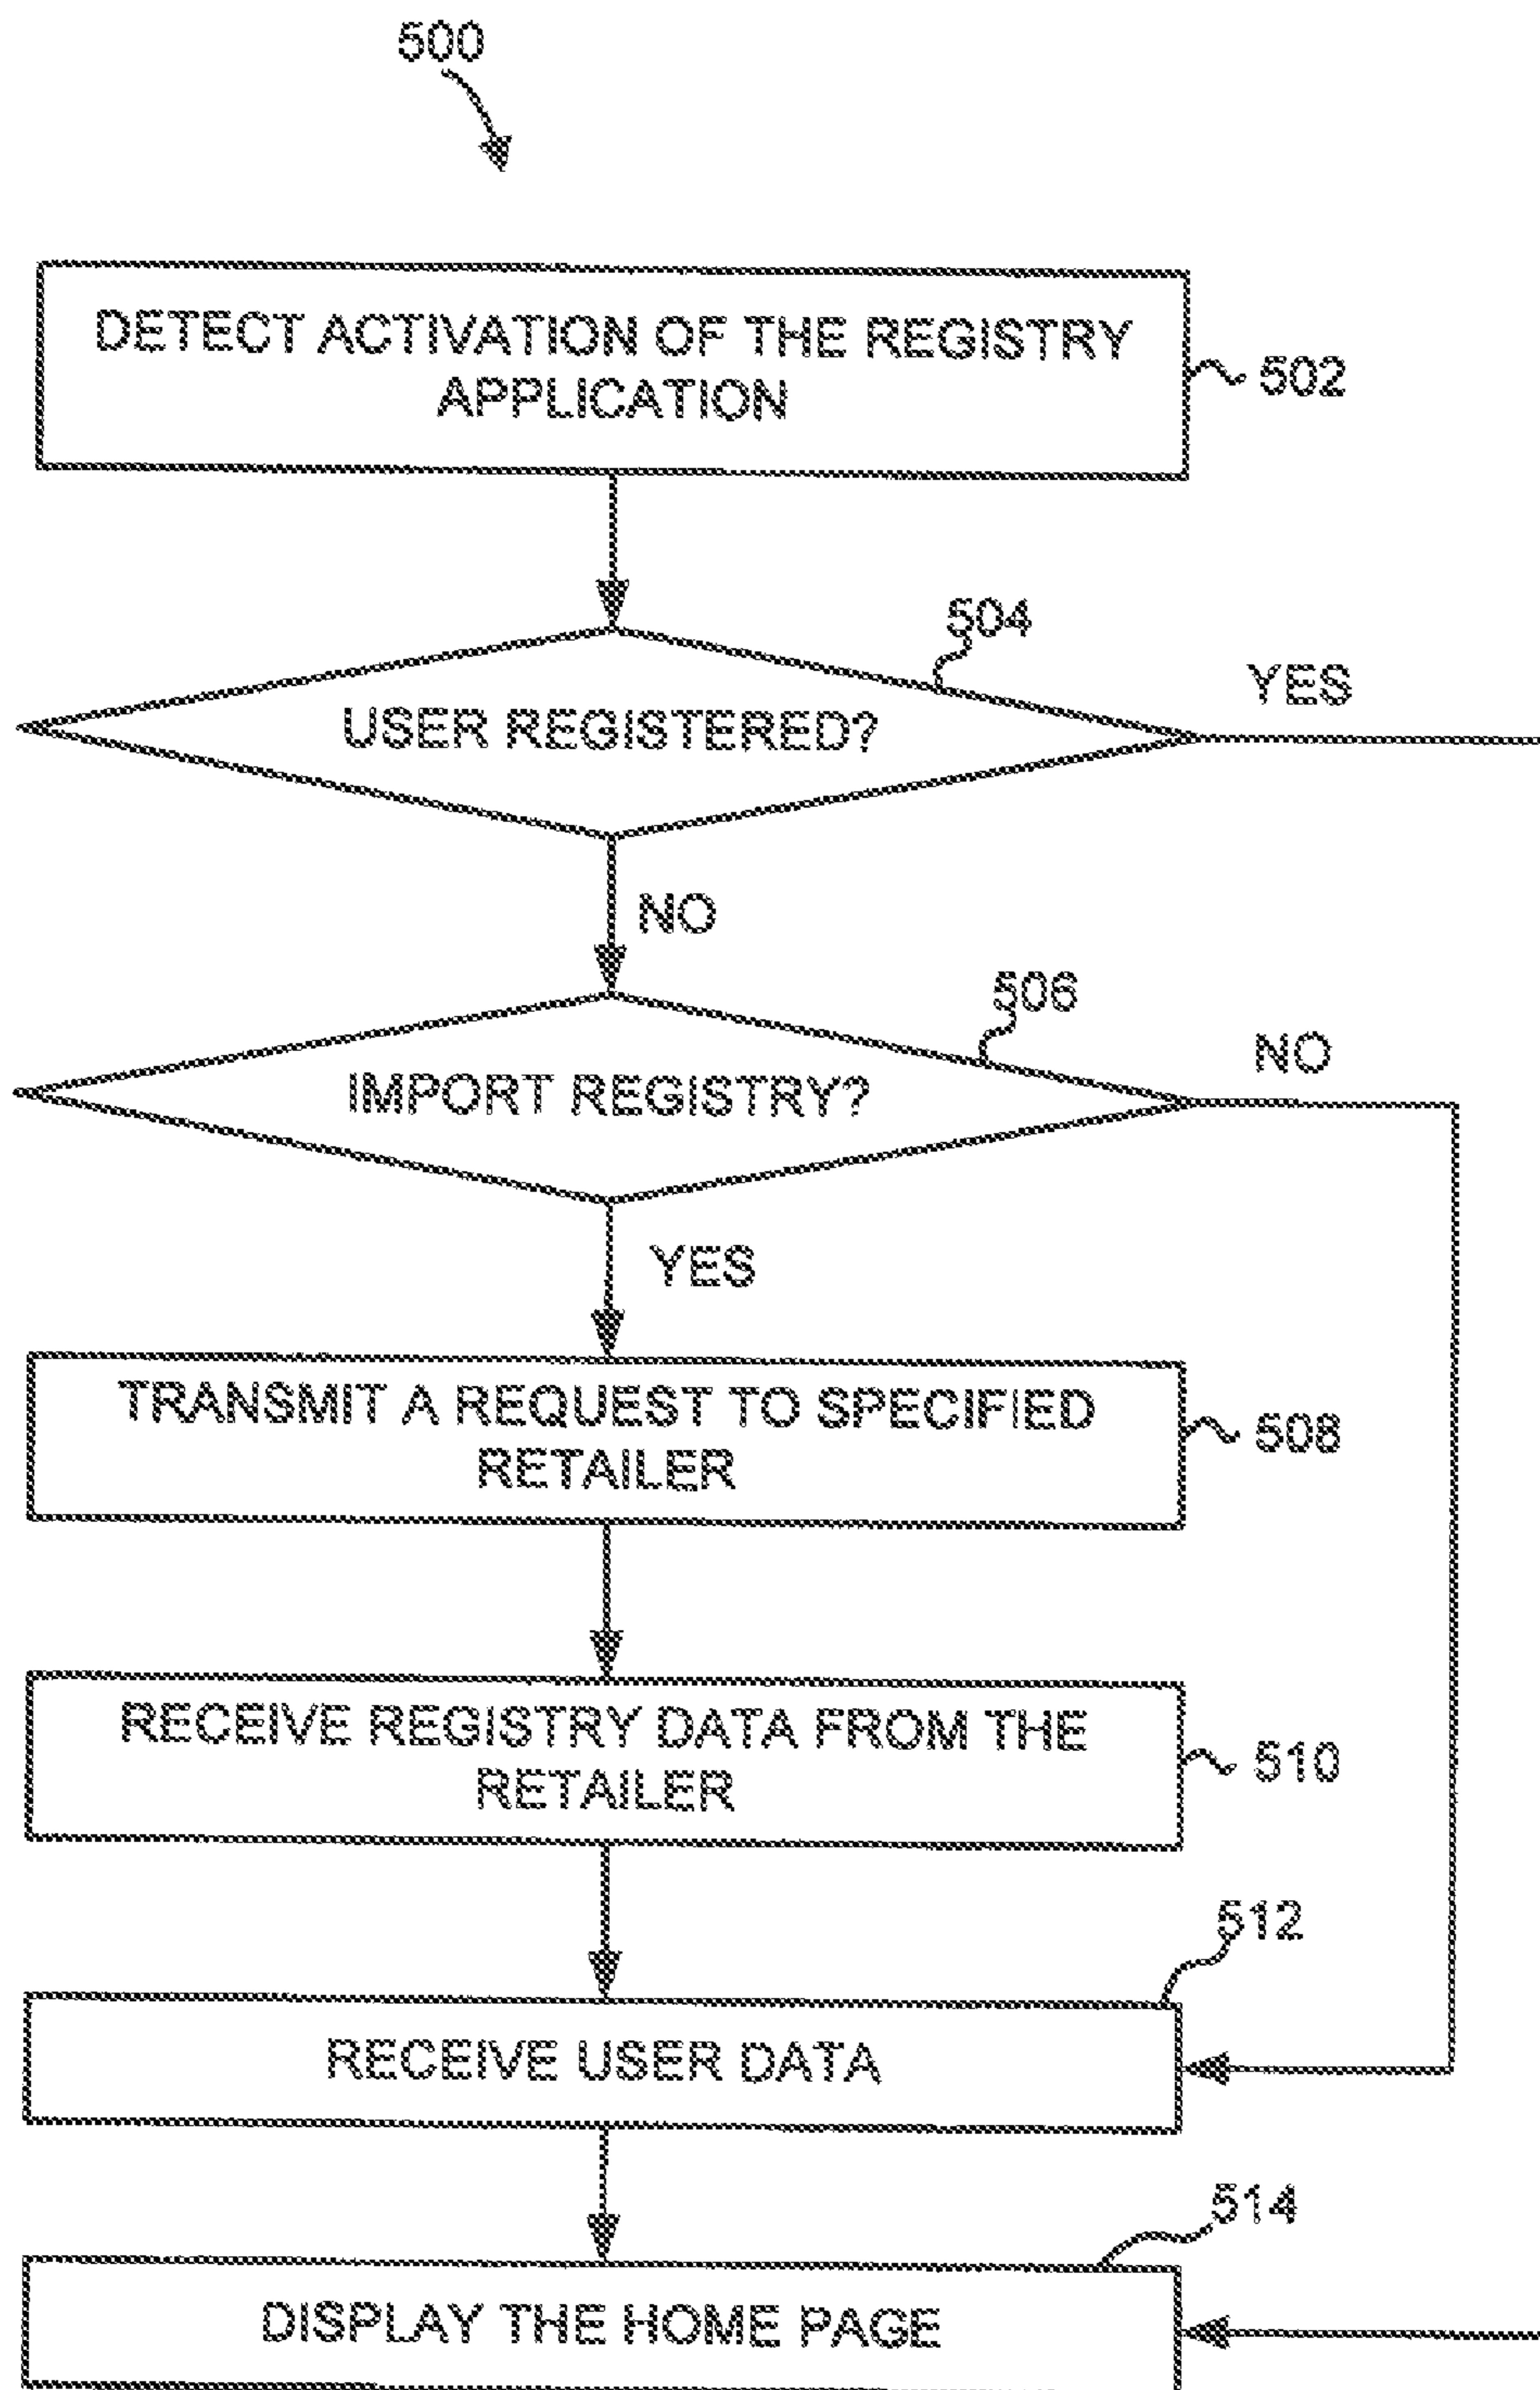 500
DETECT ACTIVATION OF THE REGISTRY
APPLICATION
502
504
YES
USER REGISTERED?
NO
506
NO
IMPORT REGISTRY?
YES
TRANSMIT A REQUEST TO SPECIFIED
RETAILER
508
RECEIVE REGISTRY DATA FROM THE
RETAILER
510
512
RECEIVE USER DATA
514
DISPLAY THE HOME PAGE